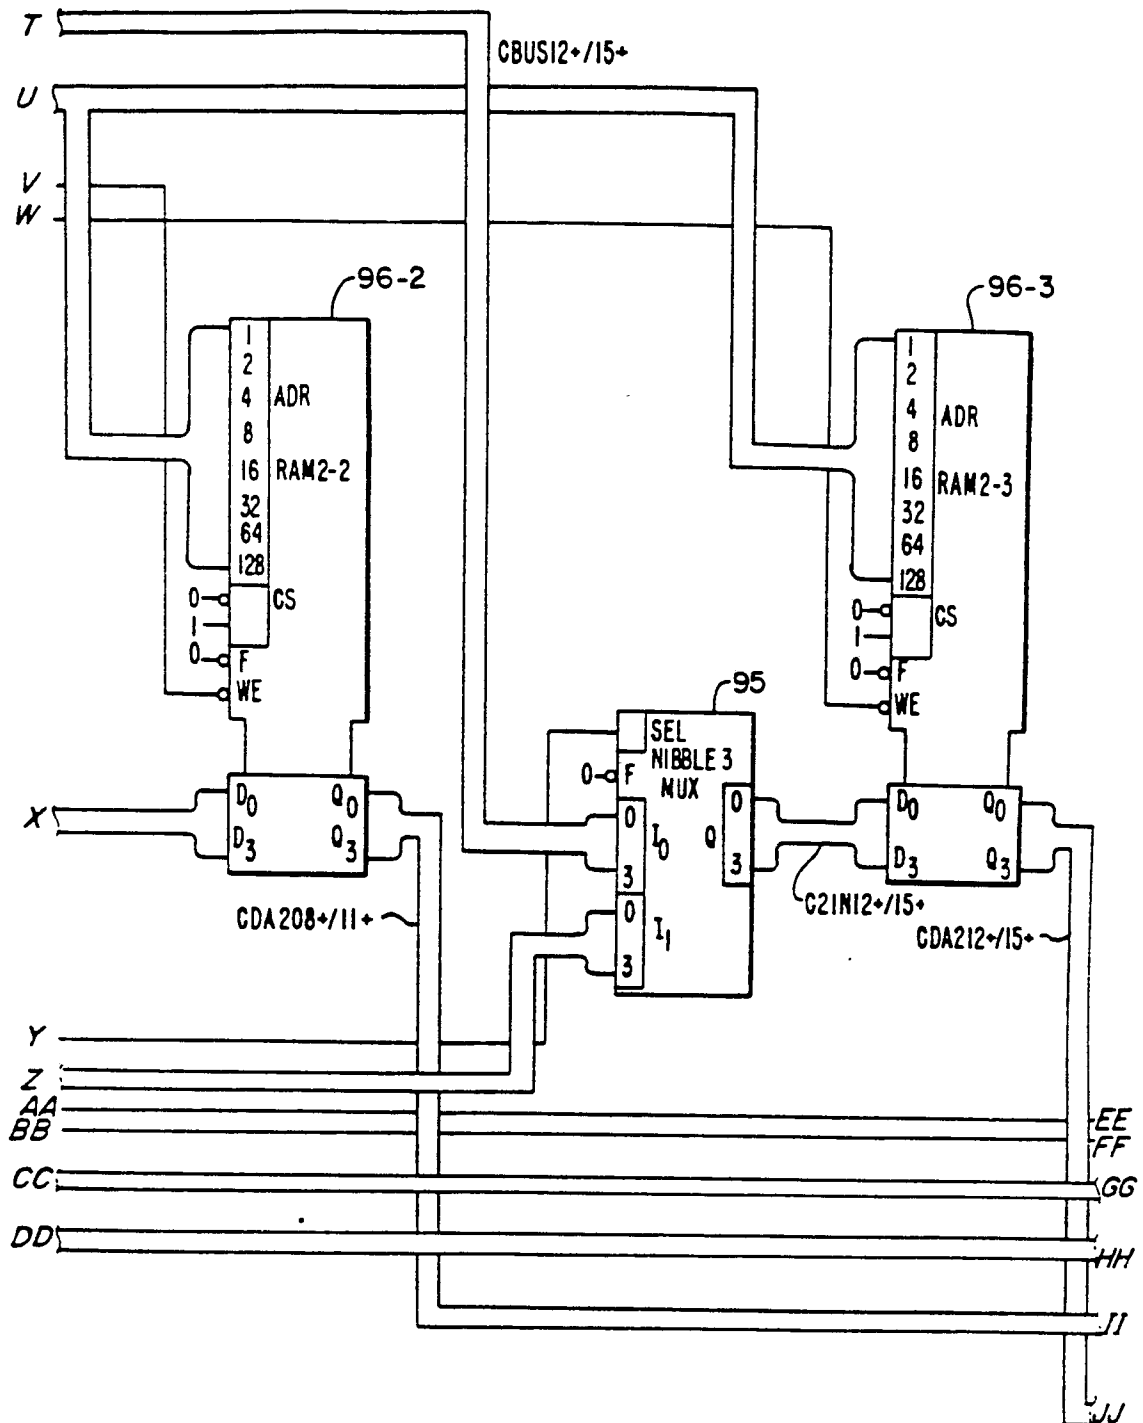 T
CBUS12+/15+
U
V
W
96-2
96-3
1
2
4
8
16
32
64
128
ADR
RAM2-2
0
CS
1
0
F
WE
1
2
4
8
16
32
64
128
ADR
RAM2-3
0
CS
1
0
F
WE
95
SEL
NIBBLE 3
MUX
0
F
0
I0
3
0
I1
3
0
Q
3
X
D0
Q0
D3
Q3
D0
Q0
D3
Q3
CDA208+/11+
C2IN12+/15+
CDA212+/15+
Y
Z
AA
BB
CC
DD
EE
FF
GG
HH
II
JJ